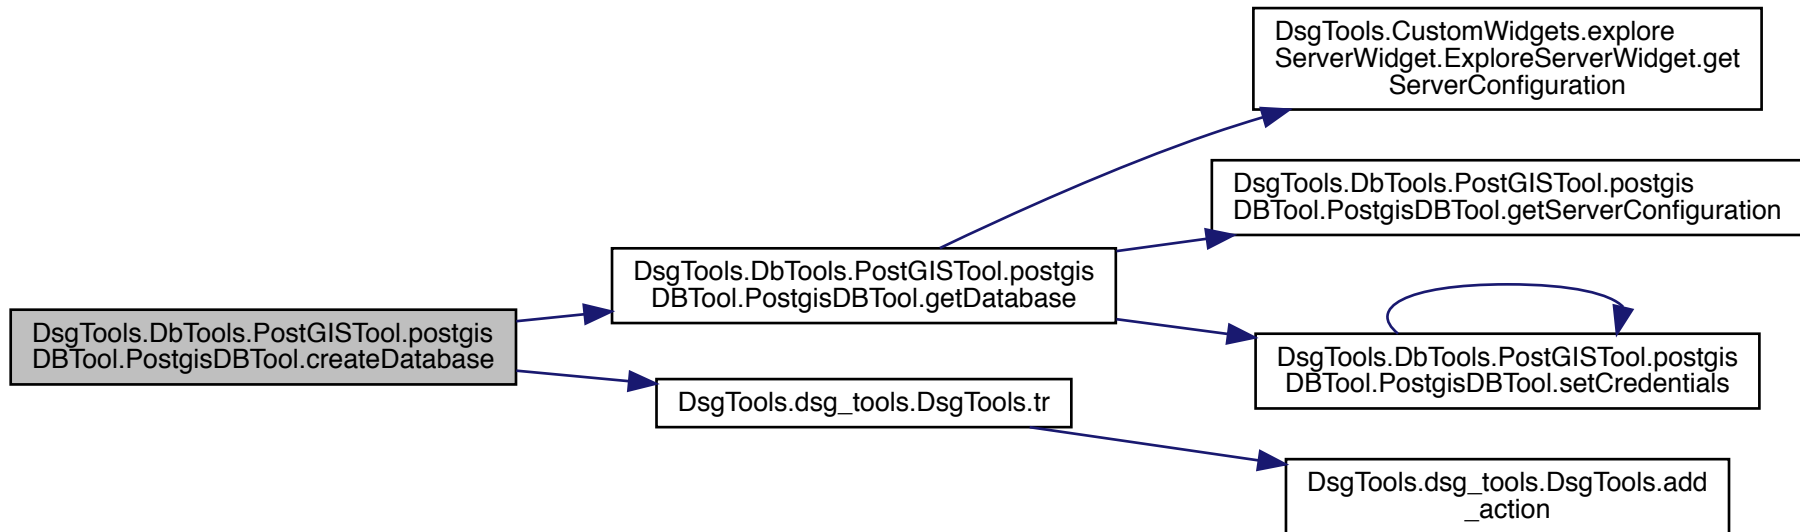 DsgTools.CustomWidgets.explore
ServerWidget.ExploreServerWidget.get
ServerConfiguration
DsgTools.DbTools.PostGISTool.postgis
DBTool.PostgisDBTool.getServerConfiguration
DsgTools.DbTools.PostGISTool.postgis
DBTool.PostgisDBTool.getDatabase
DsgTools.DbTools.PostGISTool.postgis
DBTool.PostgisDBTool.createDatabase
DsgTools.DbTools.PostGISTool.postgis
DBTool.PostgisDBTool.setCredentials
DsgTools.dsg_tools.DsgTools.tr
DsgTools.dsg_tools.DsgTools.add
_action